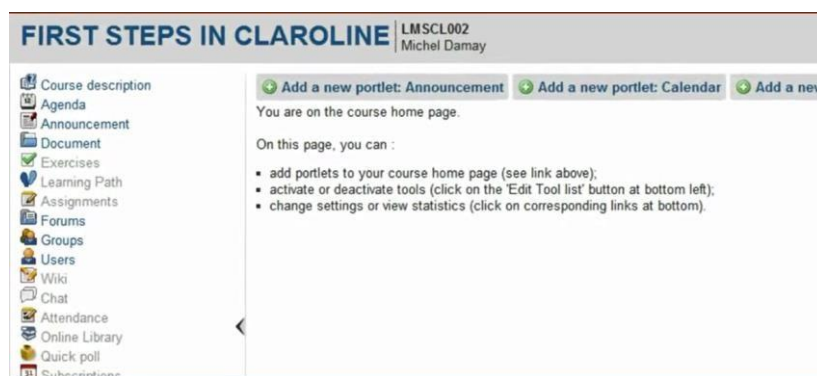 FIRST STEPS IN CLAROLINE
LMSCL002
Michel Damay
Course description
Agenda
Announcement
Document
Exercises
Learning Path
Assignments
Forums
Groups
Users
Wiki
Chat
Attendance
Online Library
Quick poll
Subscriptions
Add a new portlet: Announcement Add a new portlet: Calendar Add a new
You are on the course home page.
On this page, you can :
▪ add portlets to your course home page (see link above);
▪ activate or deactivate tools (click on the 'Edit Tool list' button at bottom left);
▪ change settings or view statistics (click on corresponding links at bottom).